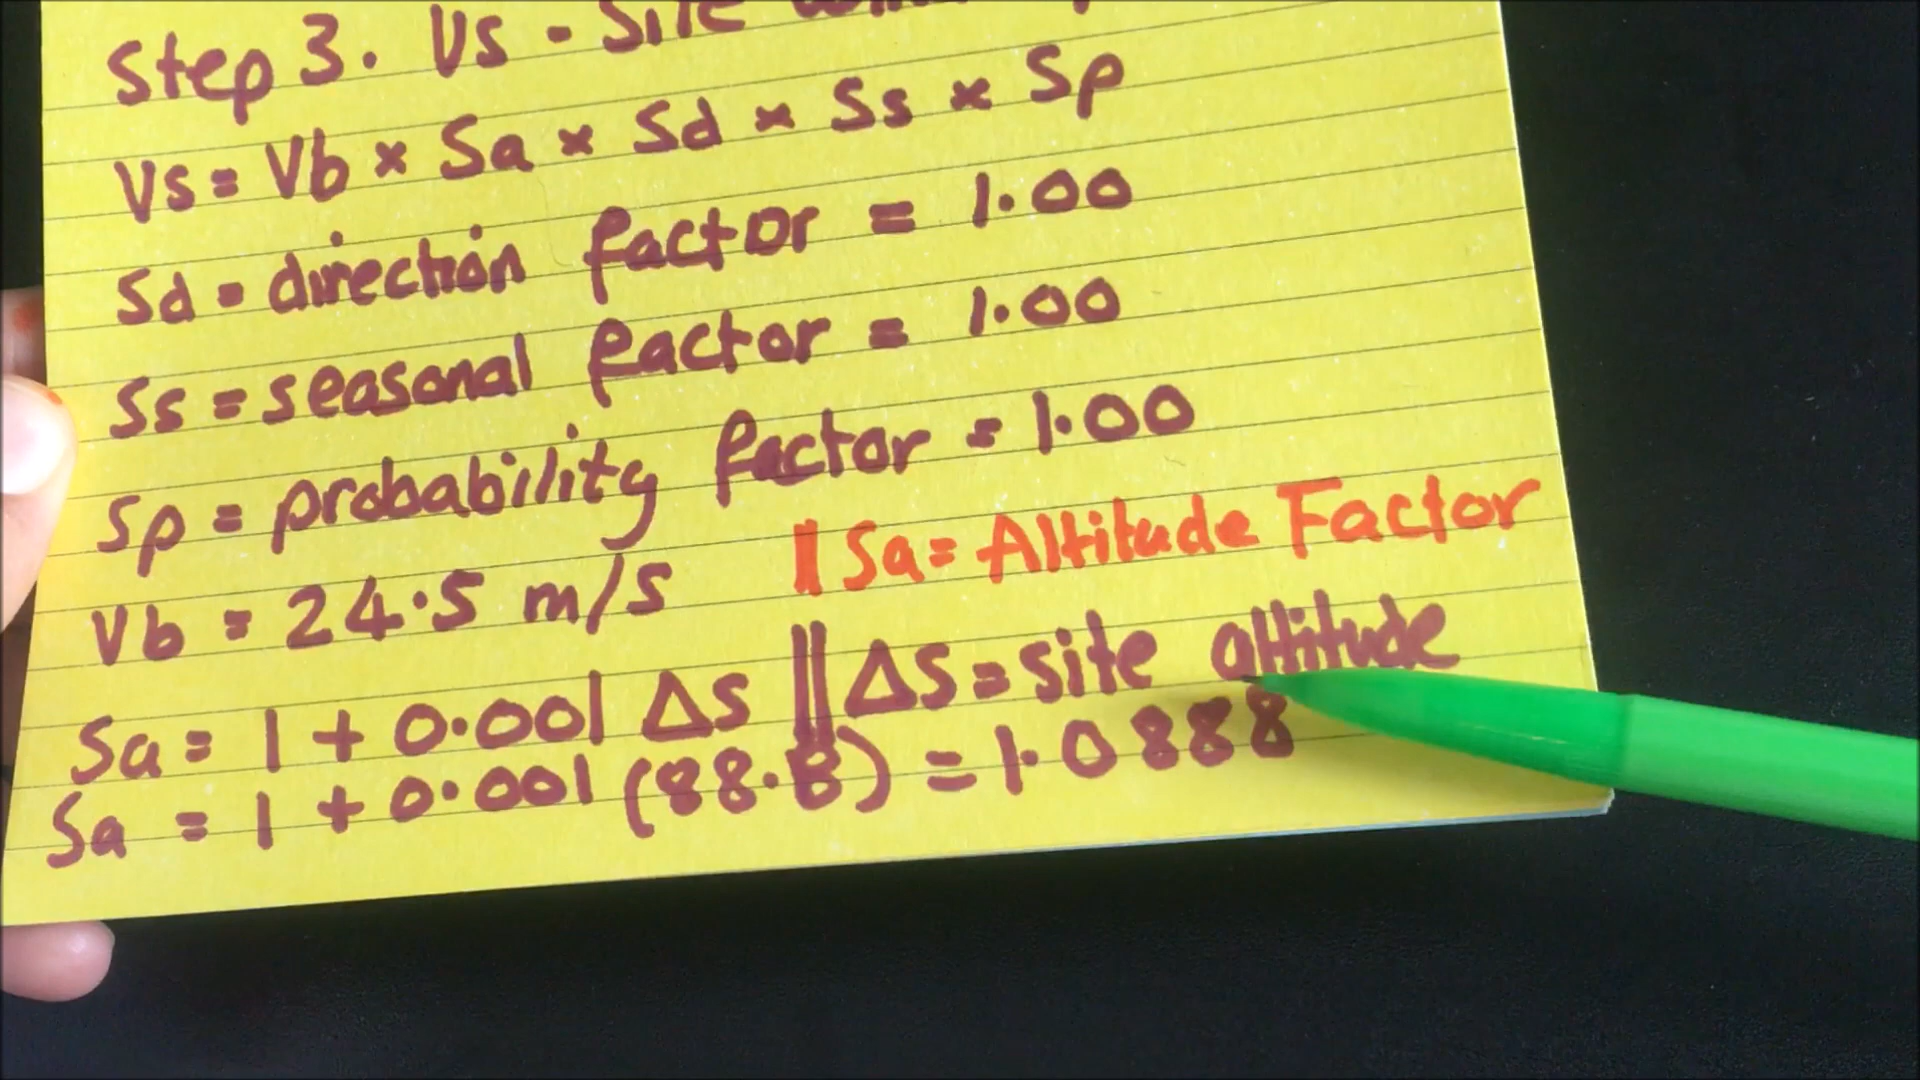 Step 3. Vs - Site
Vs = Vb × Sa × Sd × Ss × Sp
Sd = direction factor = 1.00
Ss = seasonal factor = 1.00
Sp = probability factor = 1.00
Vb = 24.5 m/s || Sa = Altitude Factor
Sa = 1 + 0.001 ΔS || ΔS = site altitude
Sa = 1 + 0.001 (88.8) = 1.0888